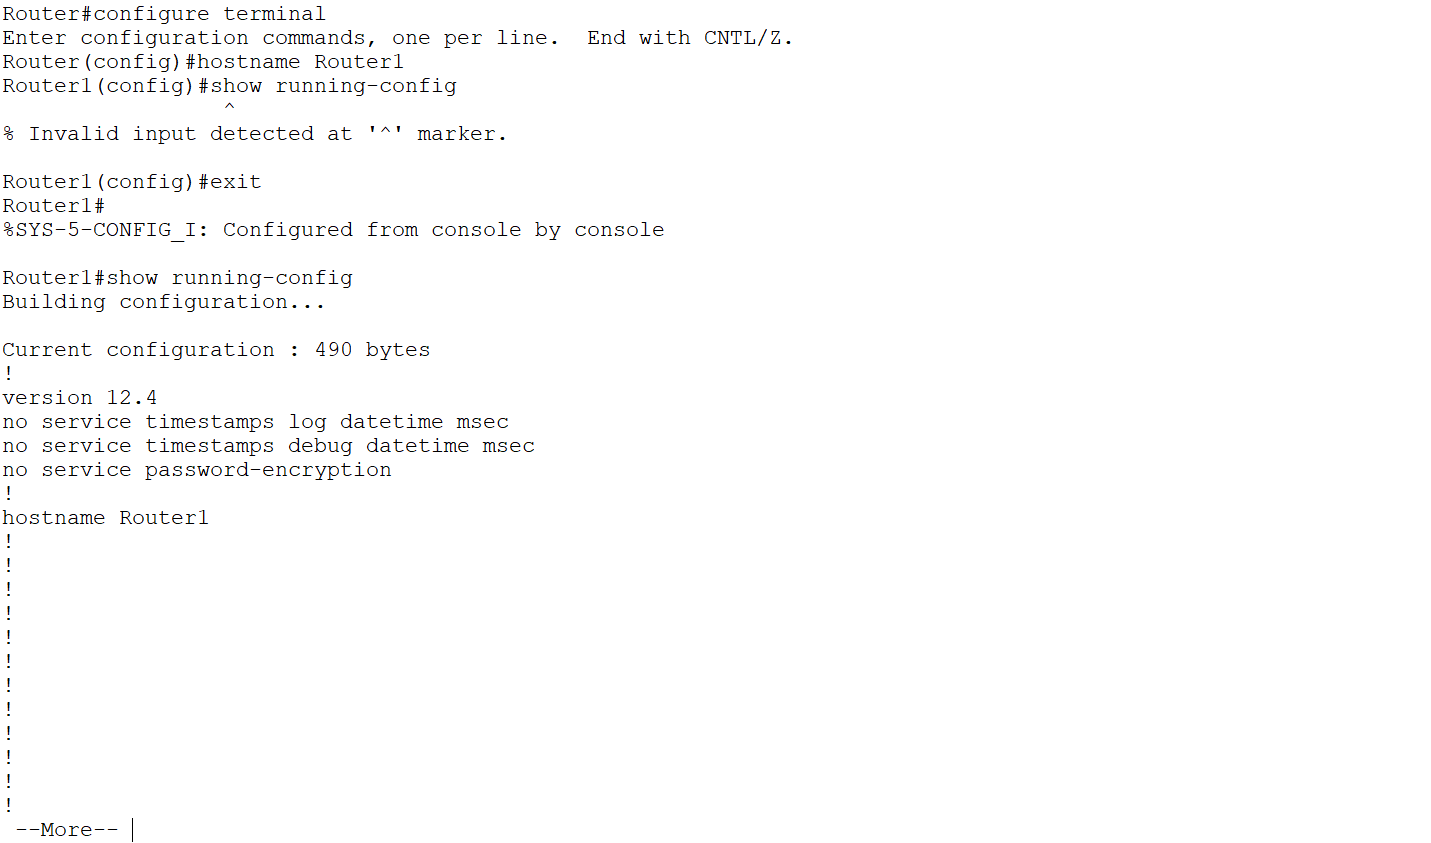 Router#configure terminal
Enter configuration commands, one per line.  End with CNTL/Z.
Router(config)#hostname Router1
Router1(config)#show running-config
                 ^
% Invalid input detected at '^' marker.

Router1(config)#exit
Router1#
%SYS-5-CONFIG_I: Configured from console by console

Router1#show running-config
Building configuration...

Current configuration : 490 bytes
!
version 12.4
no service timestamps log datetime msec
no service timestamps debug datetime msec
no service password-encryption
!
hostname Router1
!
!
!
!
!
!
!
!
!
!
!
!
 --More--